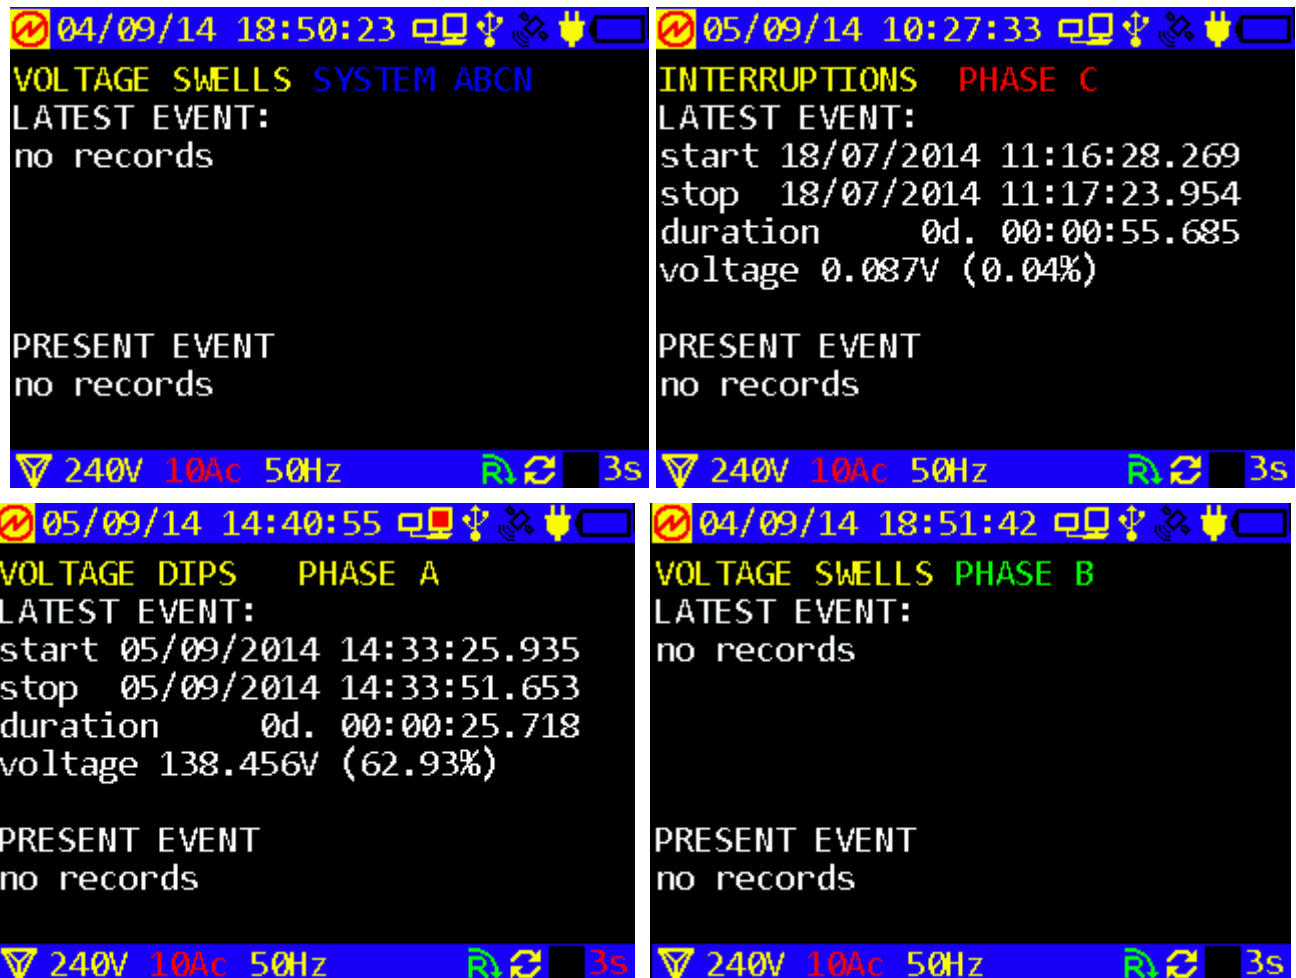 04/09/14 18:50:23
VOLTAGE SWELLS SYSTEM ABCN
LATEST EVENT:
no records
PRESENT EVENT
no records
240V 10Ac 50Hz R 3s
05/09/14 10:27:33
INTERRUPTIONS PHASE C
LATEST EVENT:
start 18/07/2014 11:16:28.269
stop 18/07/2014 11:17:23.954
duration 0d. 00:00:55.685
voltage 0.087V (0.04%)
PRESENT EVENT
no records
240V 10Ac 50Hz R 3s
05/09/14 14:40:55
VOLTAGE DIPS PHASE A
LATEST EVENT:
start 05/09/2014 14:33:25.935
stop 05/09/2014 14:33:51.653
duration 0d. 00:00:25.718
voltage 138.456V (62.93%)
PRESENT EVENT
no records
240V 10Ac 50Hz R 3s
04/09/14 18:51:42
VOLTAGE SWELLS PHASE B
LATEST EVENT:
no records
PRESENT EVENT
no records
240V 10Ac 50Hz R 3s